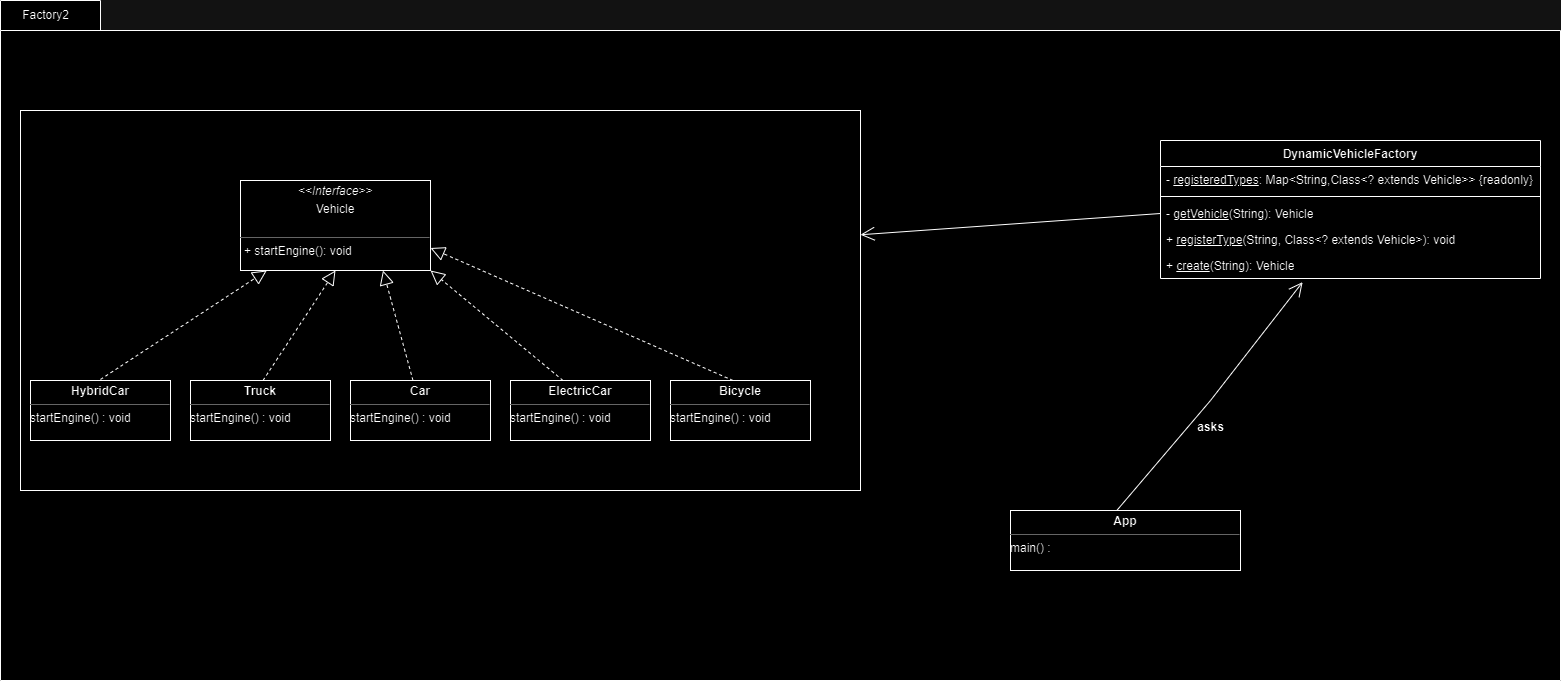 Factory2
<<Interface>>
Vehicle
+ startEngine(): void
HybridCar
startEngine() : void
Truck
startEngine() : void
Car
startEngine() : void
ElectricCar
startEngine() : void
Bicycle
startEngine() : void
DynamicVehicleFactory
- registeredTypes: Map<String,Class<? extends Vehicle>> {readonly}
- getVehicle(String): Vehicle
+ registerType(String, Class<? extends Vehicle>): void
+ create(String): Vehicle
asks
App
main() :